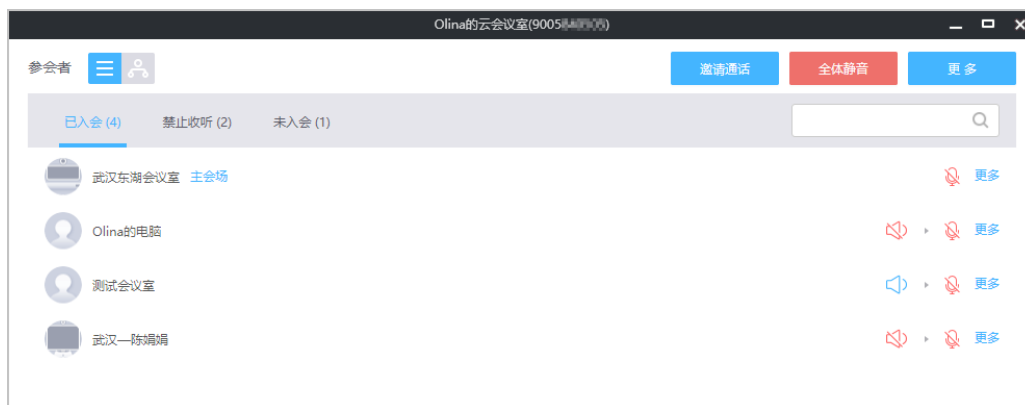 Olina的云会议室(9005
参会者
邀请通话
全体静音
更多
已入会 (4)
禁止收听 (2)
未入会 (1)
武汉东湖会议室 主会场 更多
Olina的电脑 更多
测试会议室 更多
武汉—陈娟娟 更多